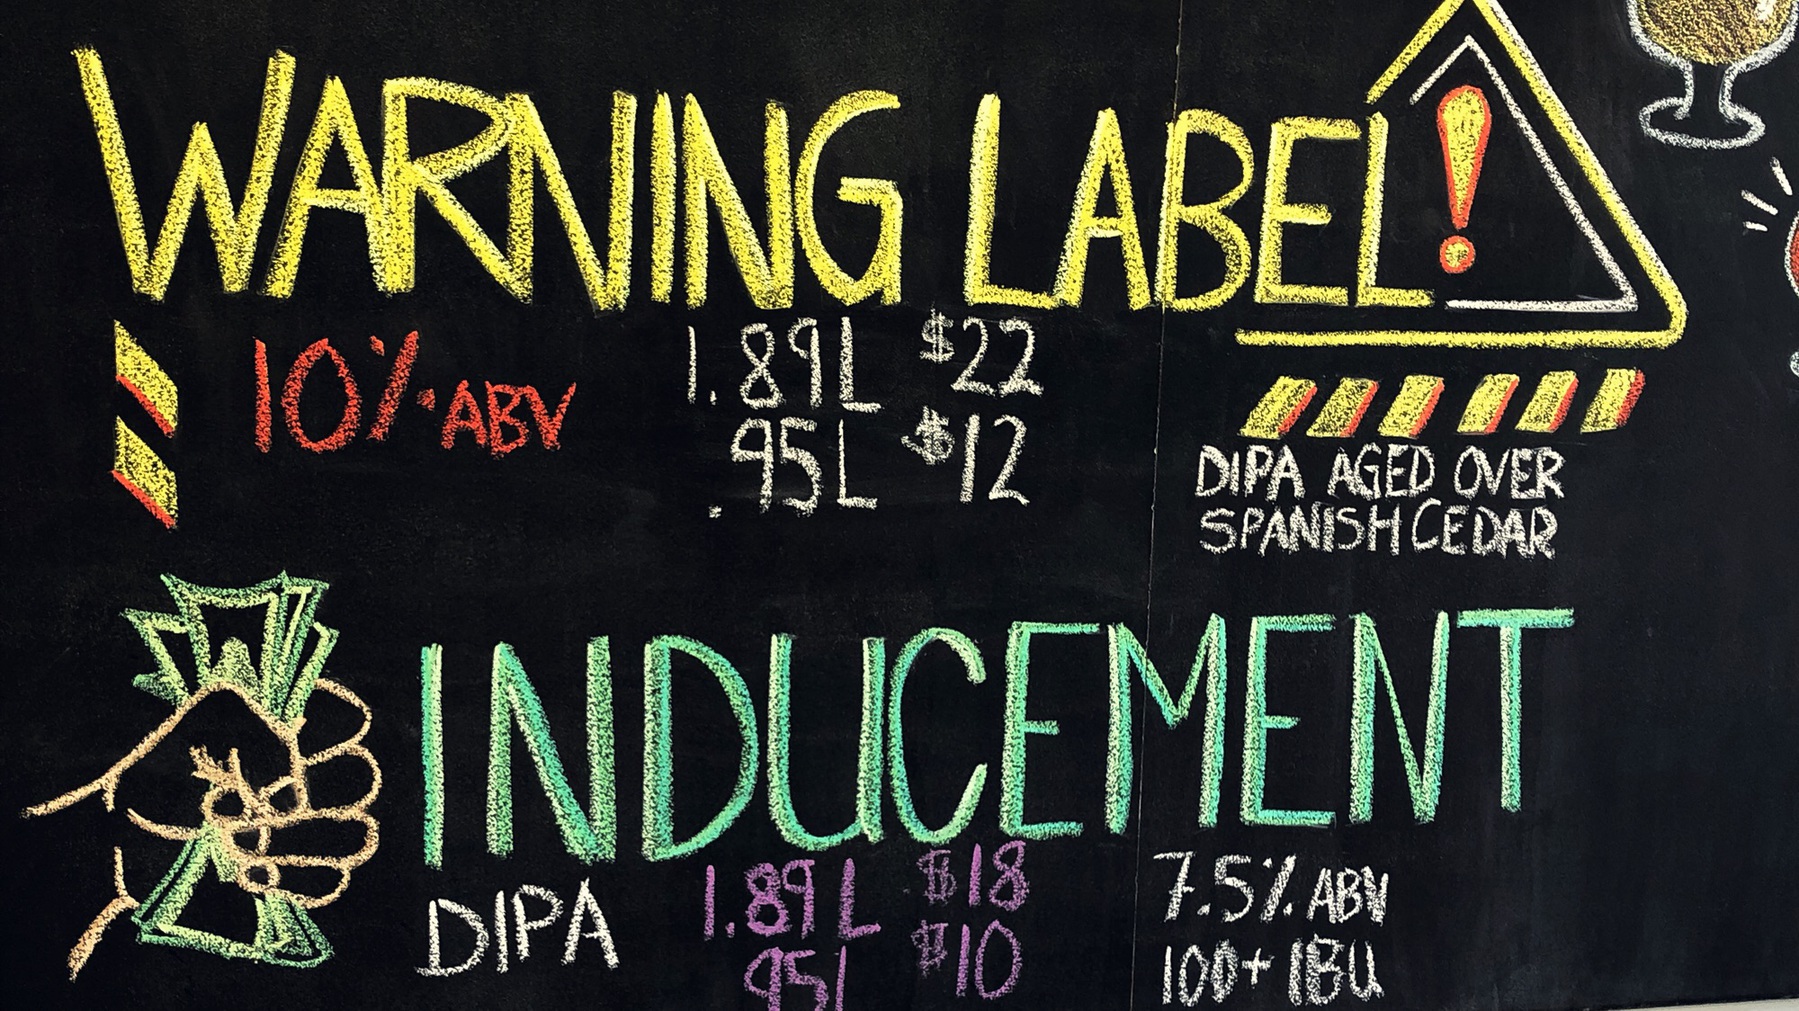 WARNING LABEL!
10% ABV
1.89L $22
.95L $12
DIPA AGED OVER
SPANISH CEDAR
INDUCEMENT
DIPA
1.89L $18
95L $10
7.5% ABV
100+ IBU